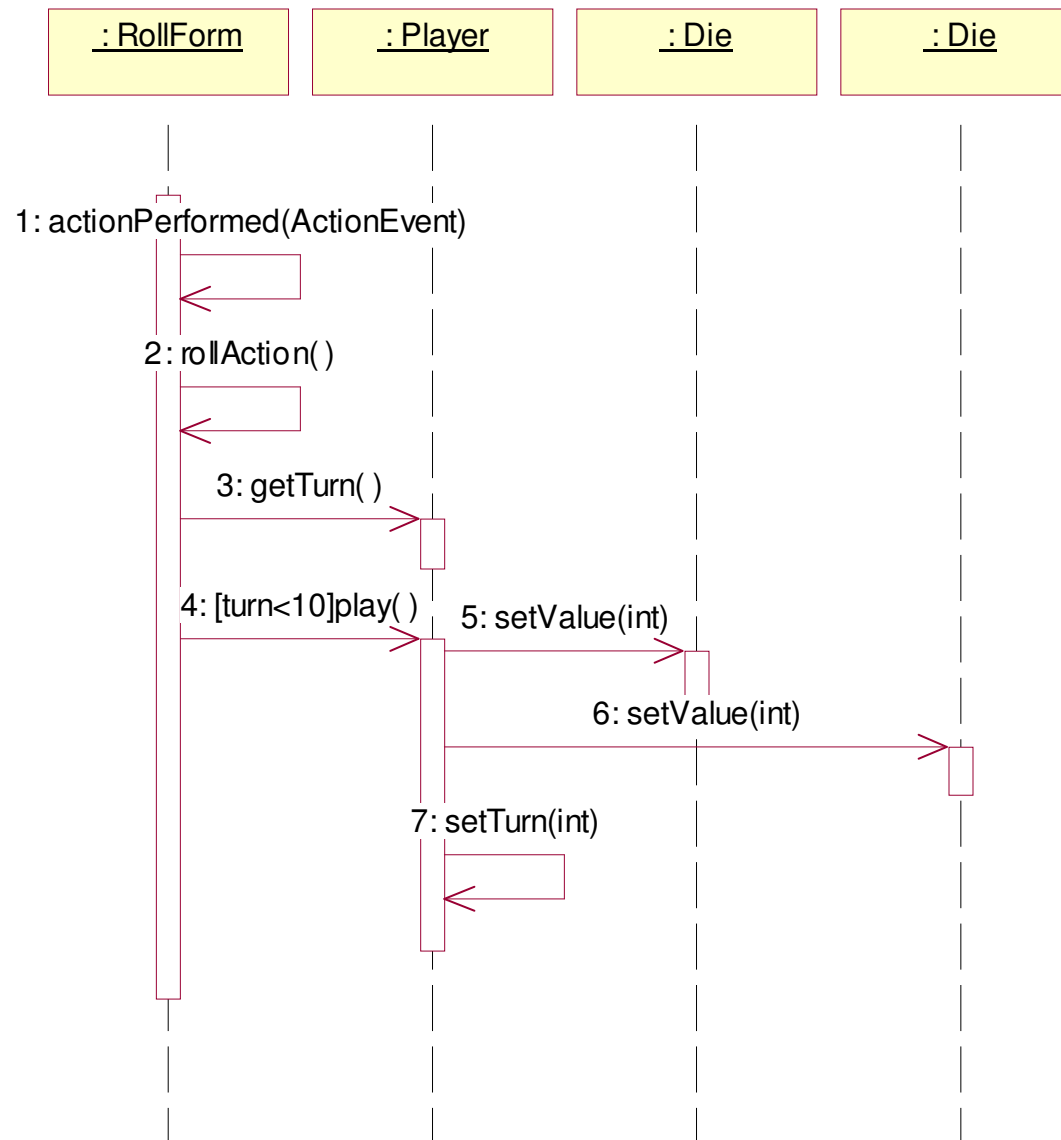 : RollForm
: Player
: Die
: Die
1: actionPerformed(ActionEvent)
2: rollAction( )
3: getTurn( )
4: [turn<10]play( )
5: setValue(int)
6: setValue(int)
7: setTurn(int)